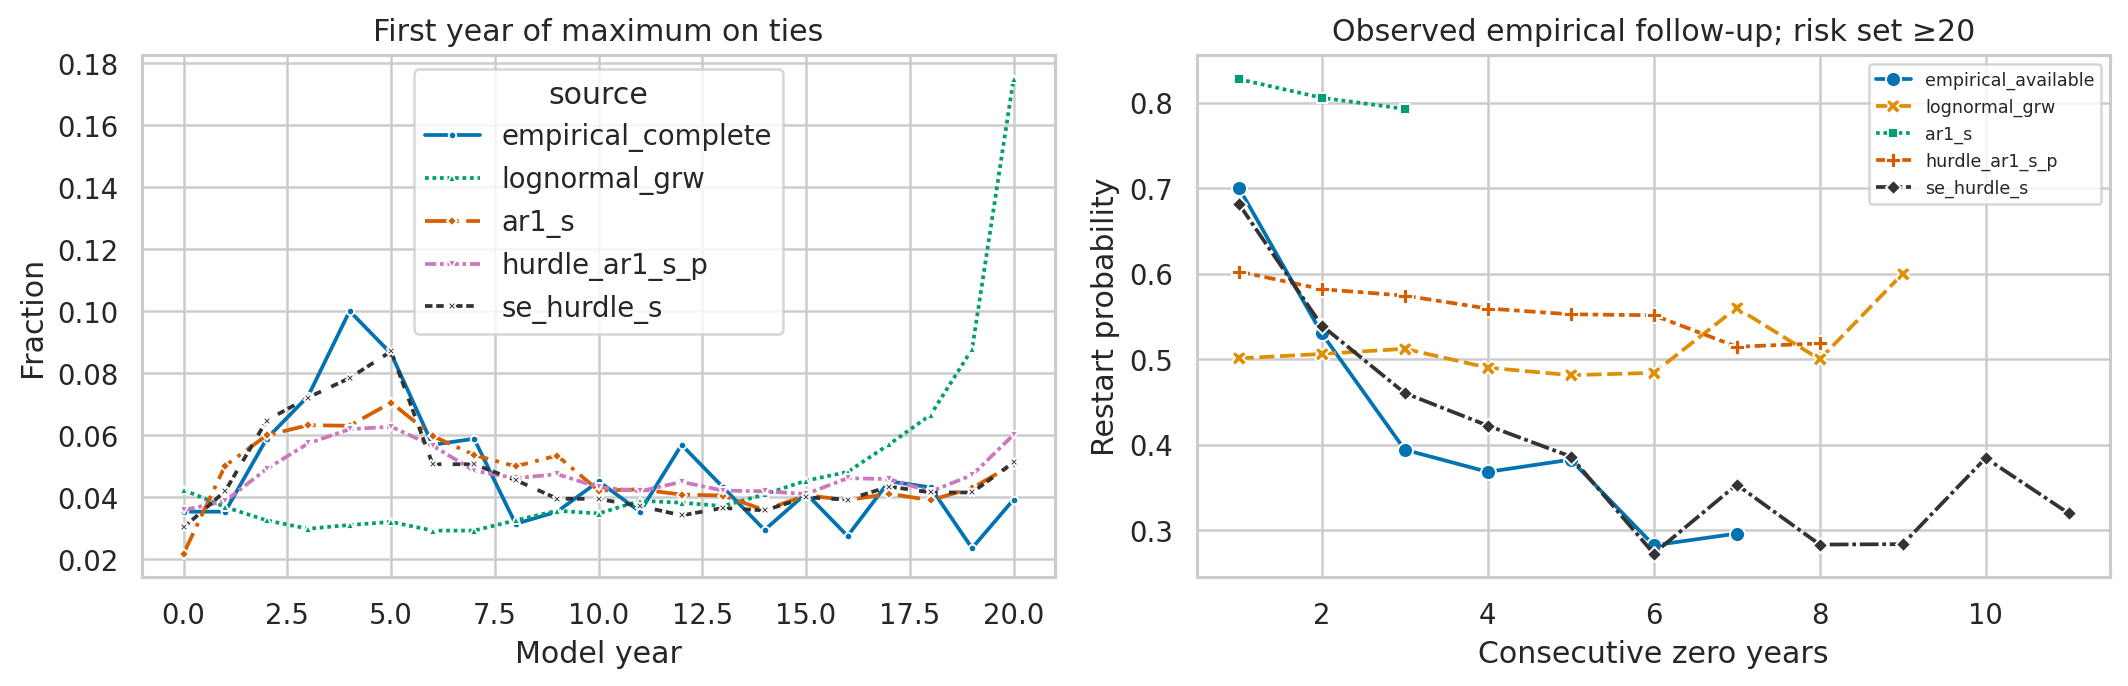 First year of maximum on ties
Fraction
0.18
0.16
0.14
0.12
0.10
0.08
0.06
0.04
0.02
source
empirical_complete
lognormal_grw
ar1_s
hurdle_ar1_s_p
se_hurdle_s
0.0 2.5 5.0 7.5 10.0 12.5 15.0 17.5 20.0
Model year
Observed empirical follow-up; risk set ≥20
Restart probability
0.8
0.7
0.6
0.5
0.4
0.3
empirical_available
lognormal_grw
ar1_s
hurdle_ar1_s_p
se_hurdle_s
2 4 6 8 10
Consecutive zero years